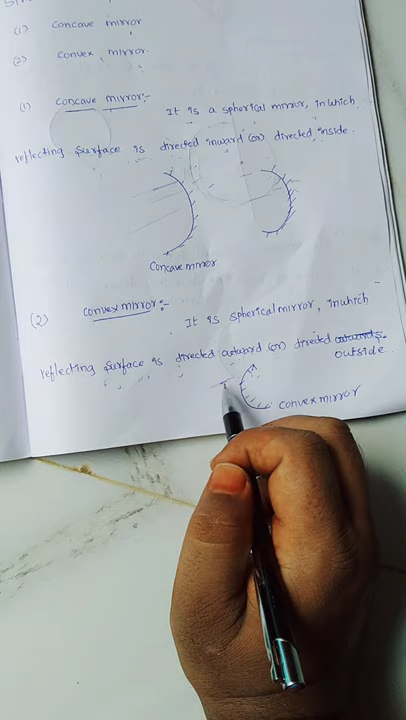 (1) concave mirror
(2) convex mirror.
(1) concave mirror:-
It is a spherical mirror, in which
reflecting surface is directed inward (or) directed inside.
Concave mirror
(2) convex mirror:-
It is spherical mirror, in which
reflecting surface is directed outward (or) directed
outside.
convex mirror